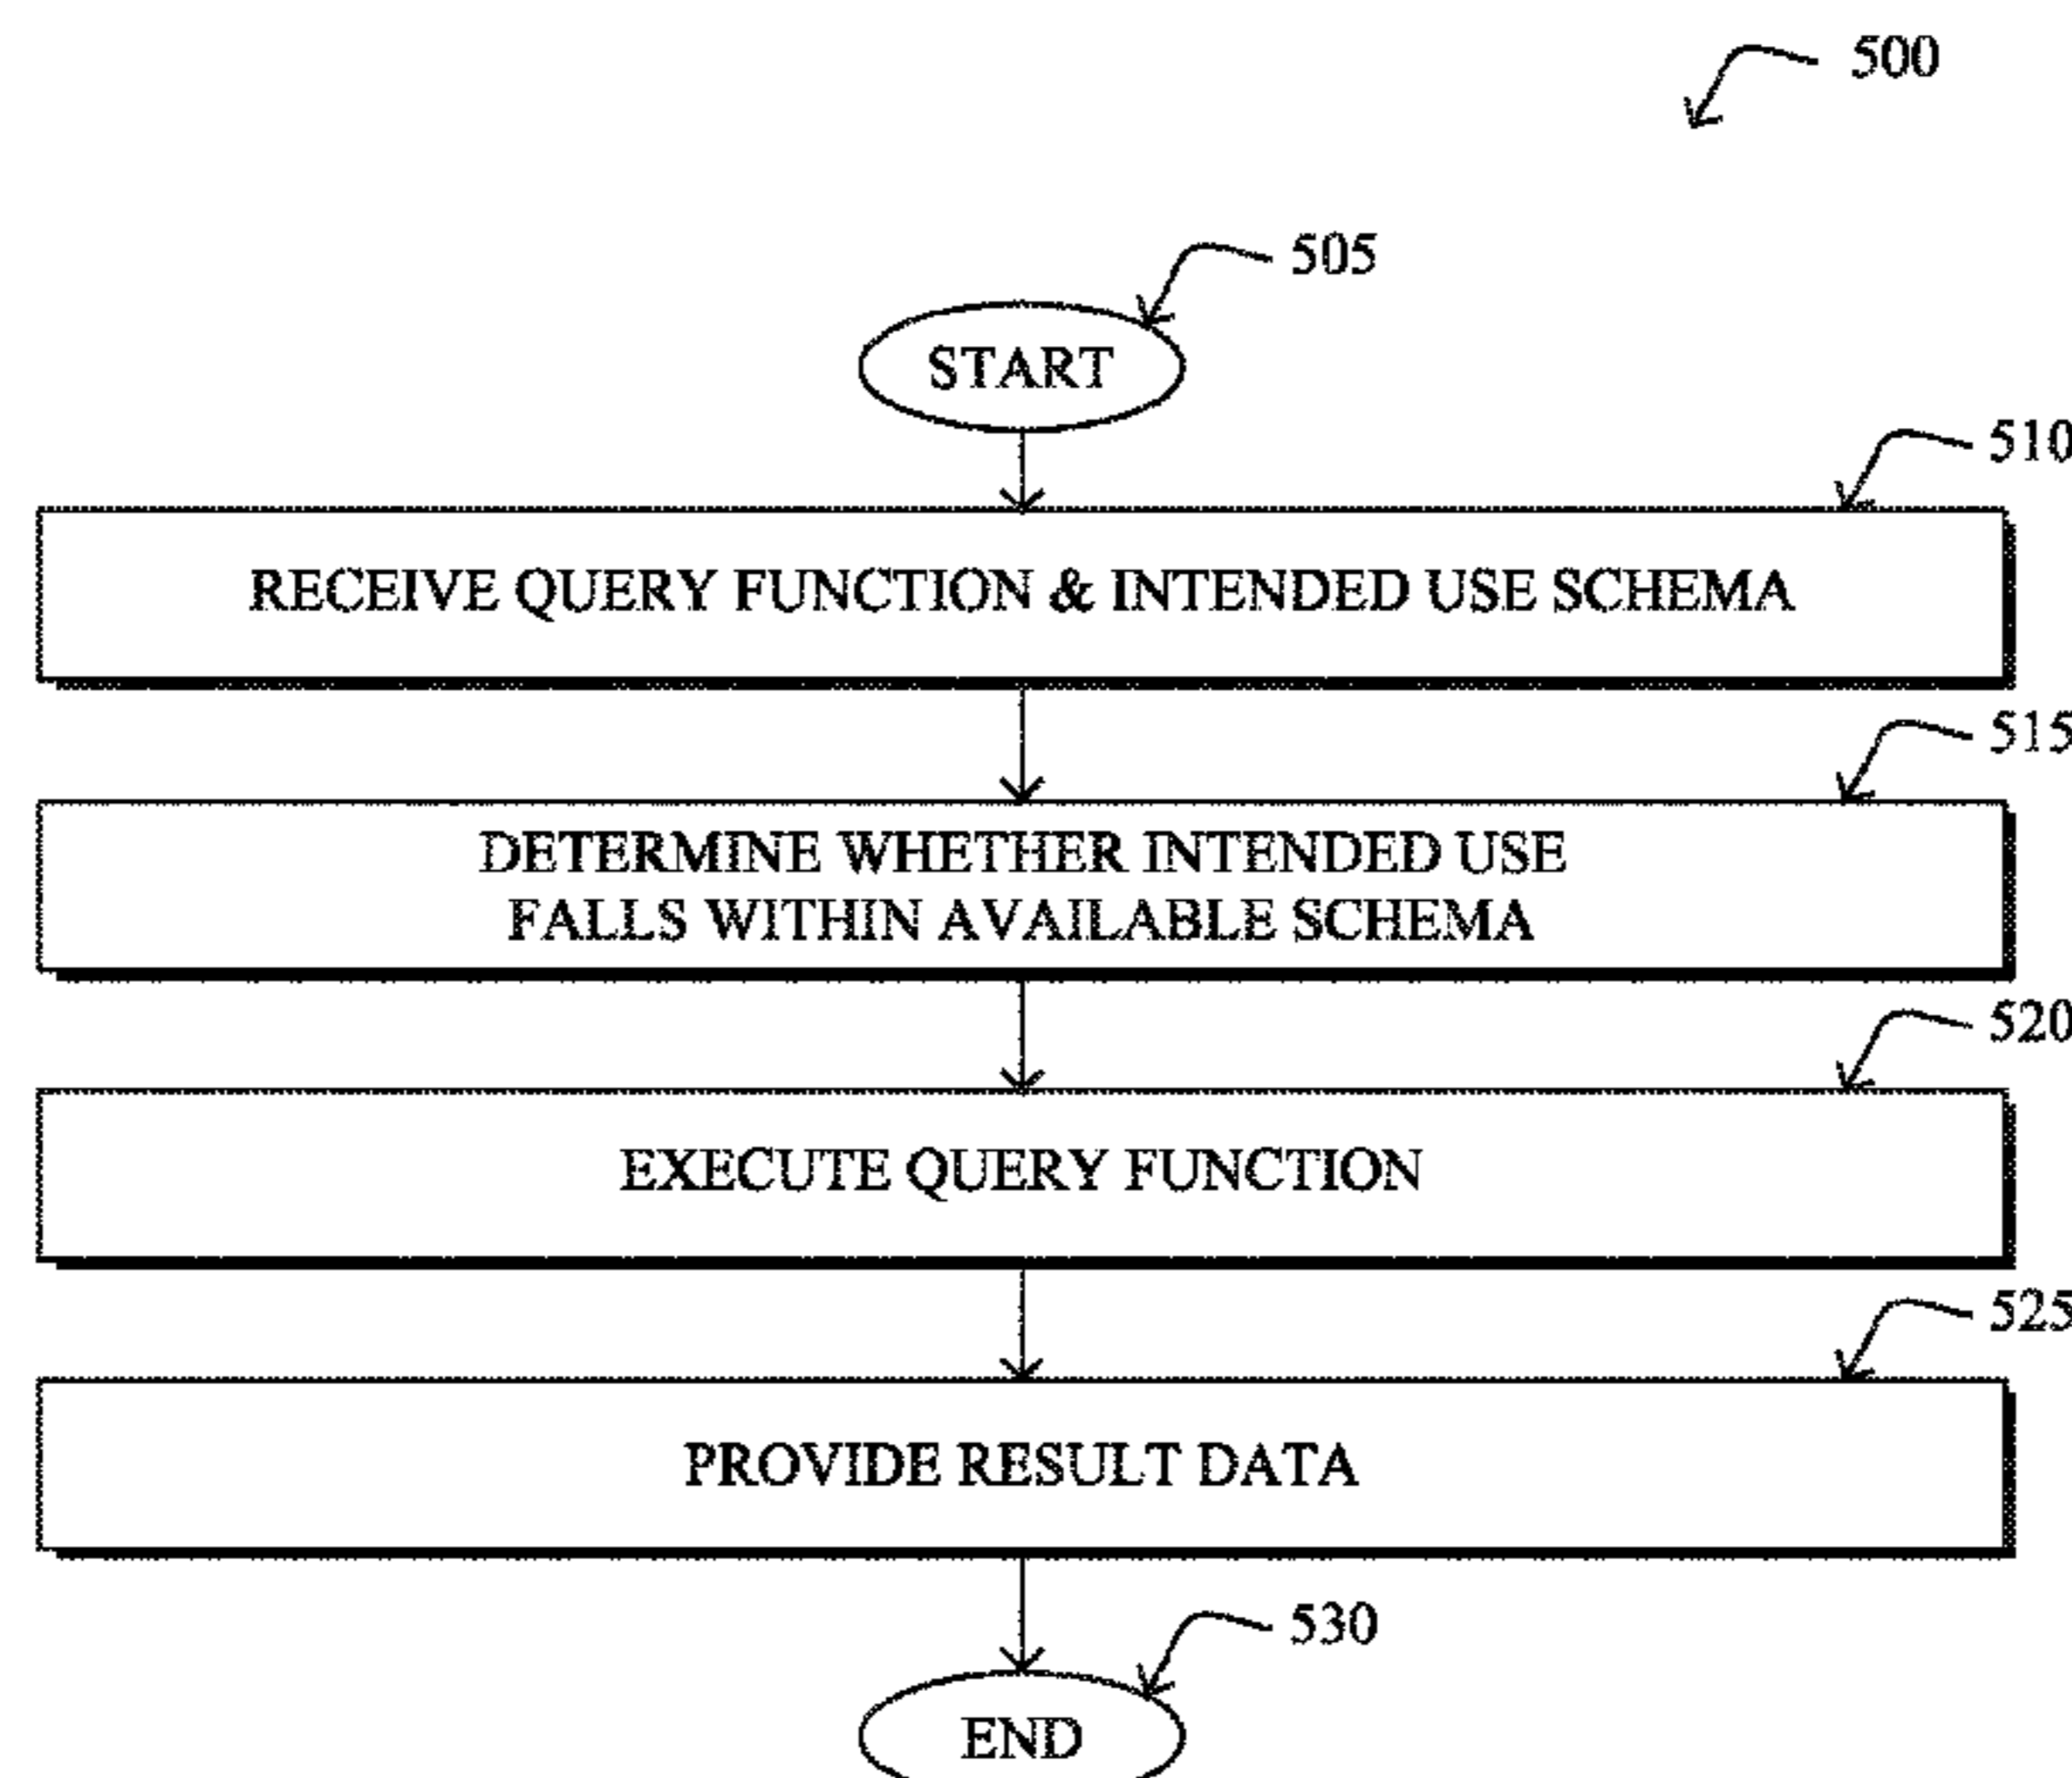 500
505
START
510
RECEIVE QUERY FUNCTION & INTENDED USE SCHEMA
515
DETERMINE WHETHER INTENDED USE
FALLS WITHIN AVAILABLE SCHEMA
520
EXECUTE QUERY FUNCTION
525
PROVIDE RESULT DATA
530
END